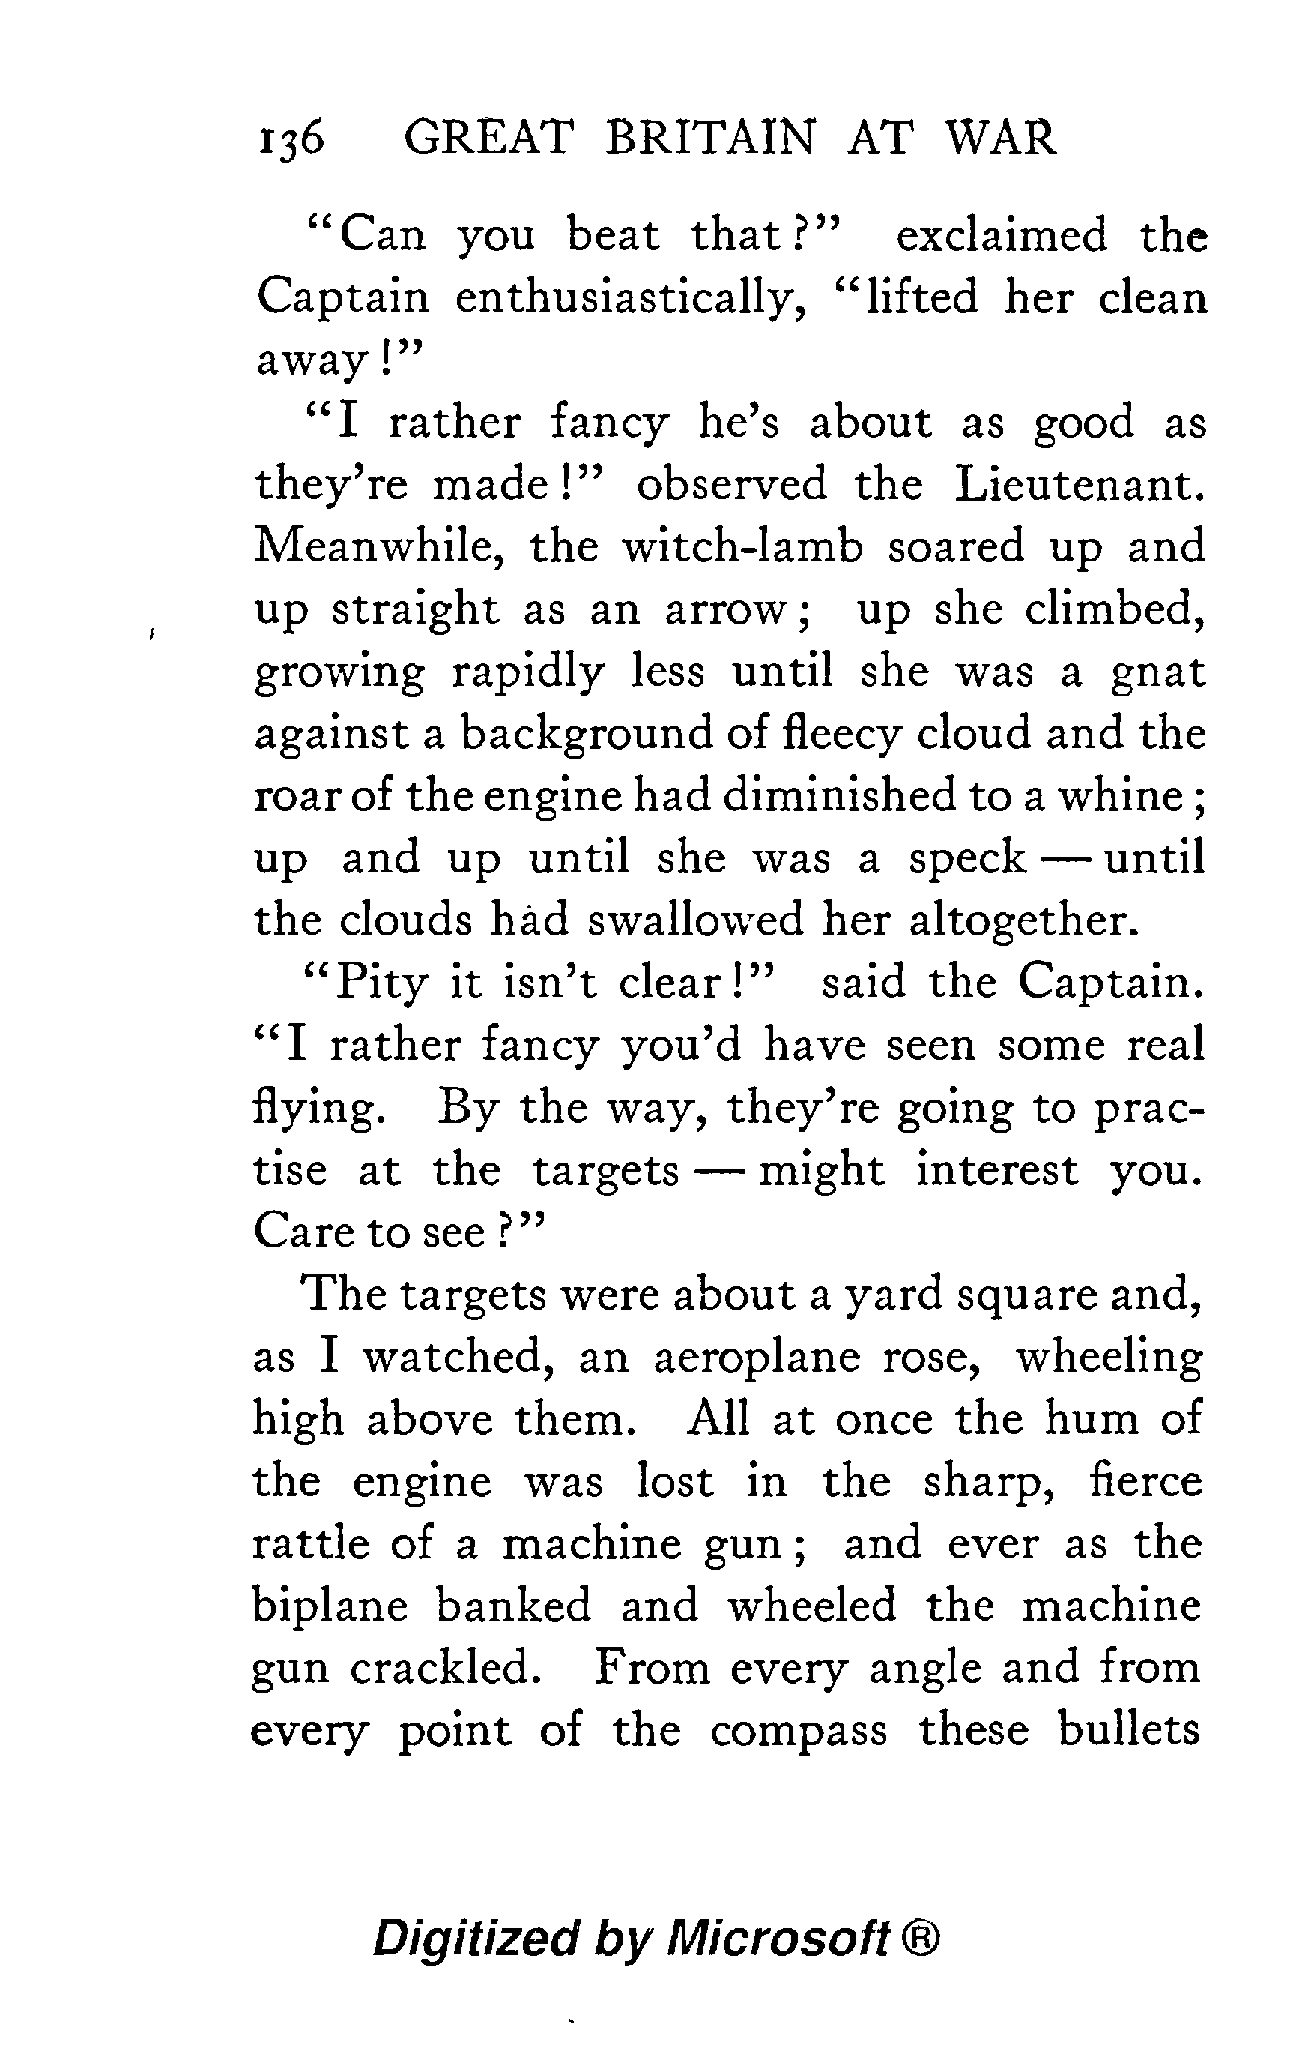 136 GREAT BRITAIN AT WAR
"Can you beat that?" exclaimed the
Captain enthusiastically, "lifted her clean
away!"
"I rather fancy he's about as good as
they're made!" observed the Lieutenant.
Meanwhile, the witch-lamb soared up and
up straight as an arrow; up she climbed,
growing rapidly less until she was a gnat
against a background of fleecy cloud and the
roar of the engine had diminished to a whine;
up and up until she was a speck — until
the clouds had swallowed her altogether.
"Pity it isn't clear!" said the Captain.
"I rather fancy you'd have seen some real
flying. By the way, they're going to prac-
tise at the targets — might interest you.
Care to see?"
The targets were about a yard square and,
as I watched, an aeroplane rose, wheeling
high above them. All at once the hum of
the engine was lost in the sharp, fierce
rattle of a machine gun; and ever as the
biplane banked and wheeled the machine
gun crackled. From every angle and from
every point of the compass these bullets
Digitized by Microsoft ®